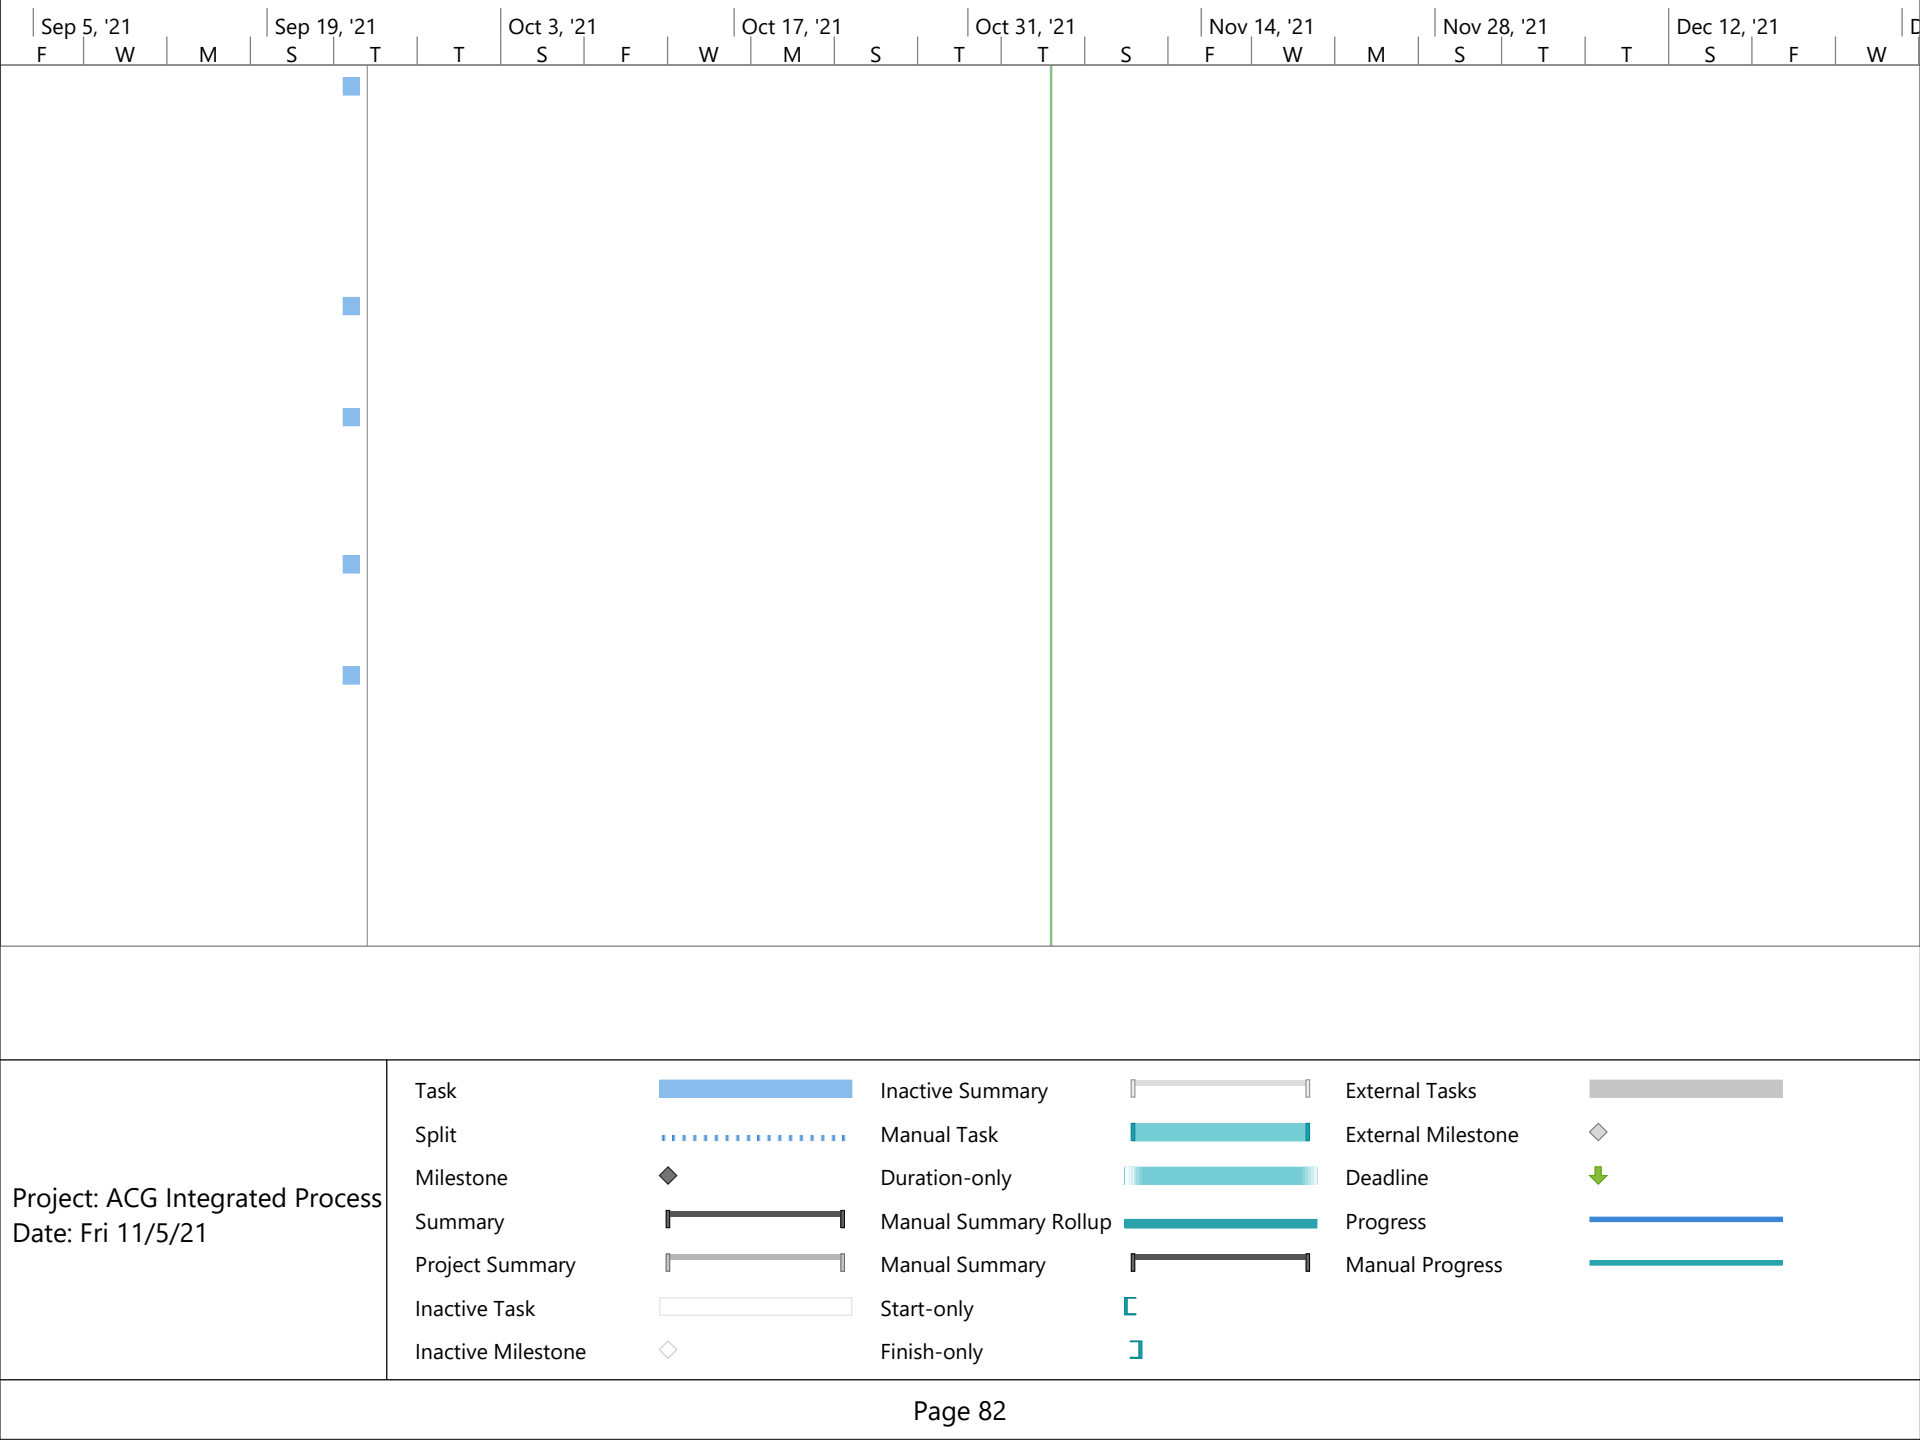 Sep 5, '21 Sep 19, '21 Oct 3, '21 Oct 17, '21 Oct 31, '21 Nov 14, '21 Nov 28, '21 Dec 12, '21 D
F W M S T T S F W M S T T S F W M S T T S F W
Task Inactive Summary External Tasks
Split Manual Task External Milestone
Milestone Duration-only Deadline
Summary Manual Summary Rollup Progress
Project Summary Manual Summary Manual Progress
Inactive Task Start-only
Inactive Milestone Finish-only
Project: ACG Integrated Process
Date: Fri 11/5/21
Page 82